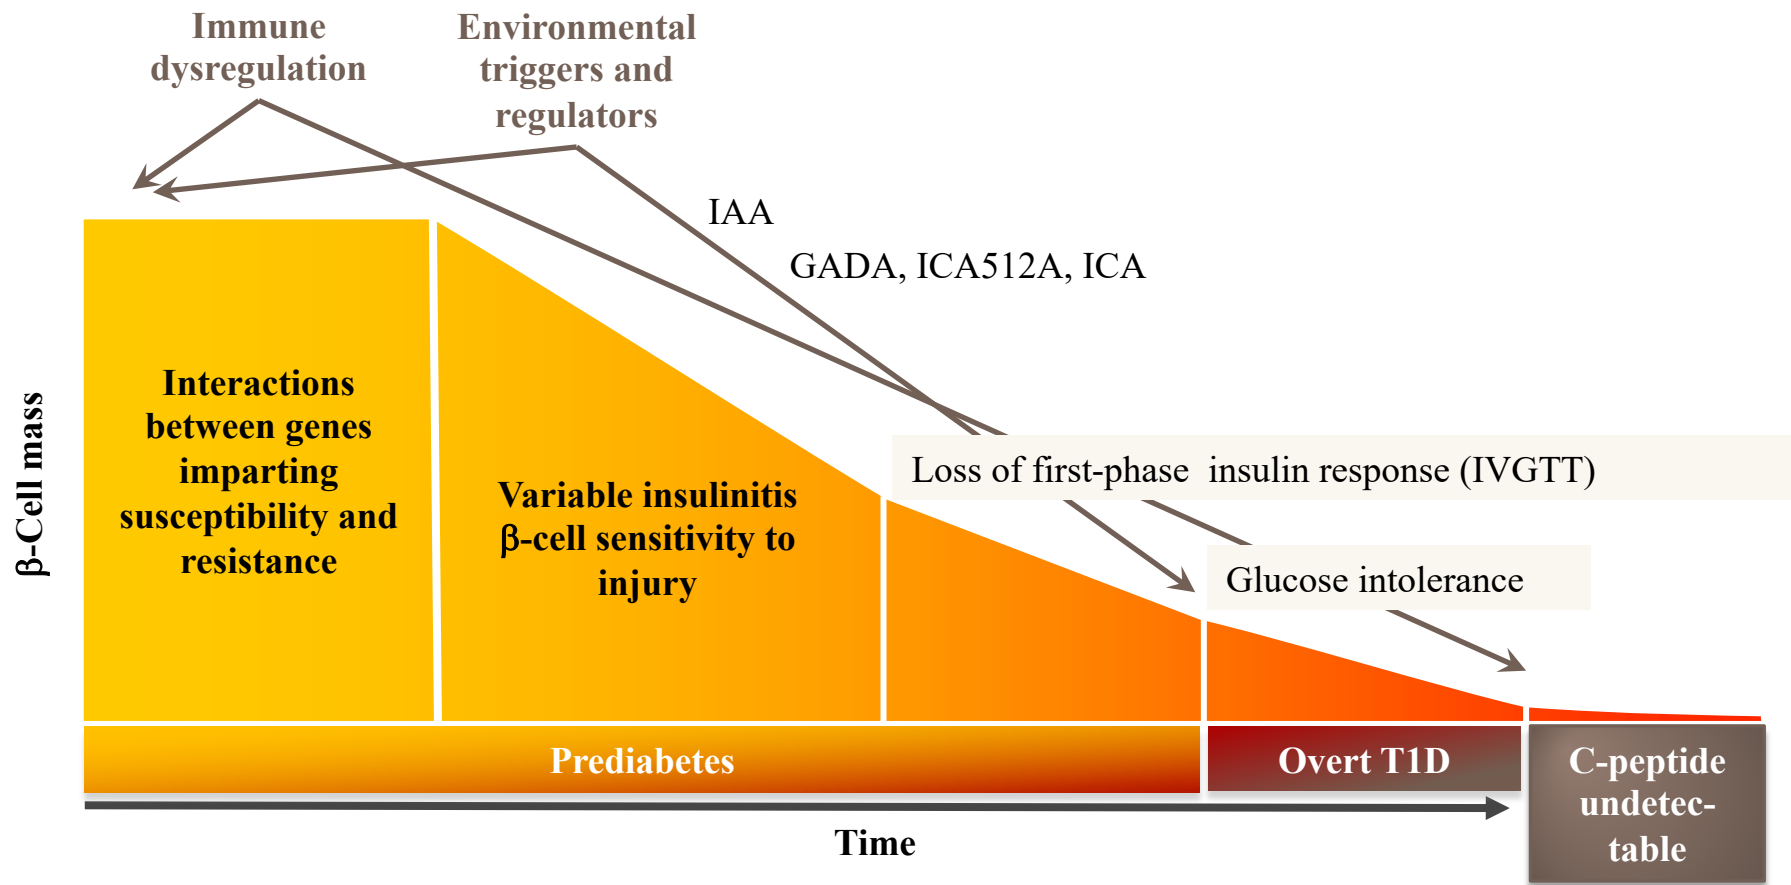 Immune
dysregulation
Environmental
triggers and
regulators
IAA
GADA, ICA512A, ICA
β-Cell mass
Interactions
between genes
imparting
susceptibility and
resistance
Variable insulinitis
β-cell sensitivity to
injury
Loss of first-phase insulin response (IVGTT)
Glucose intolerance
Prediabetes
Overt T1D
C-peptide
undetec-
table
Time